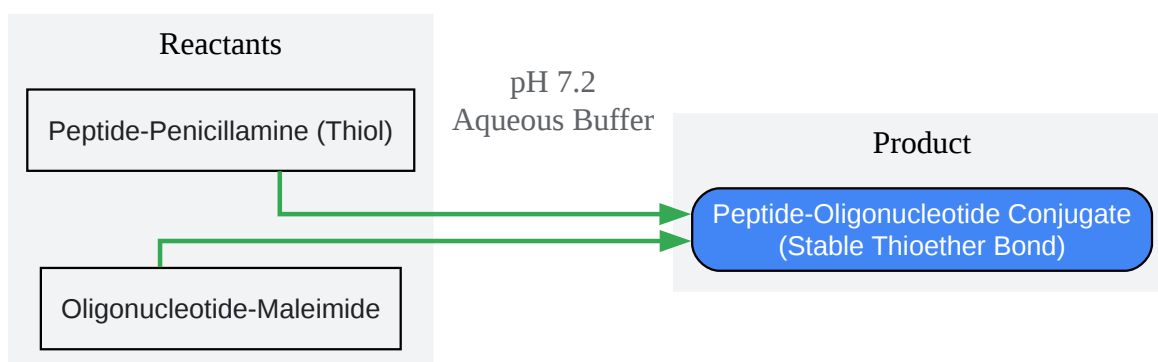 Reactants
Peptide-Penicillamine (Thiol)
Oligonucleotide-Maleimide
pH 7.2
Aqueous Buffer
Product
Peptide-Oligonucleotide Conjugate
(Stable Thioether Bond)